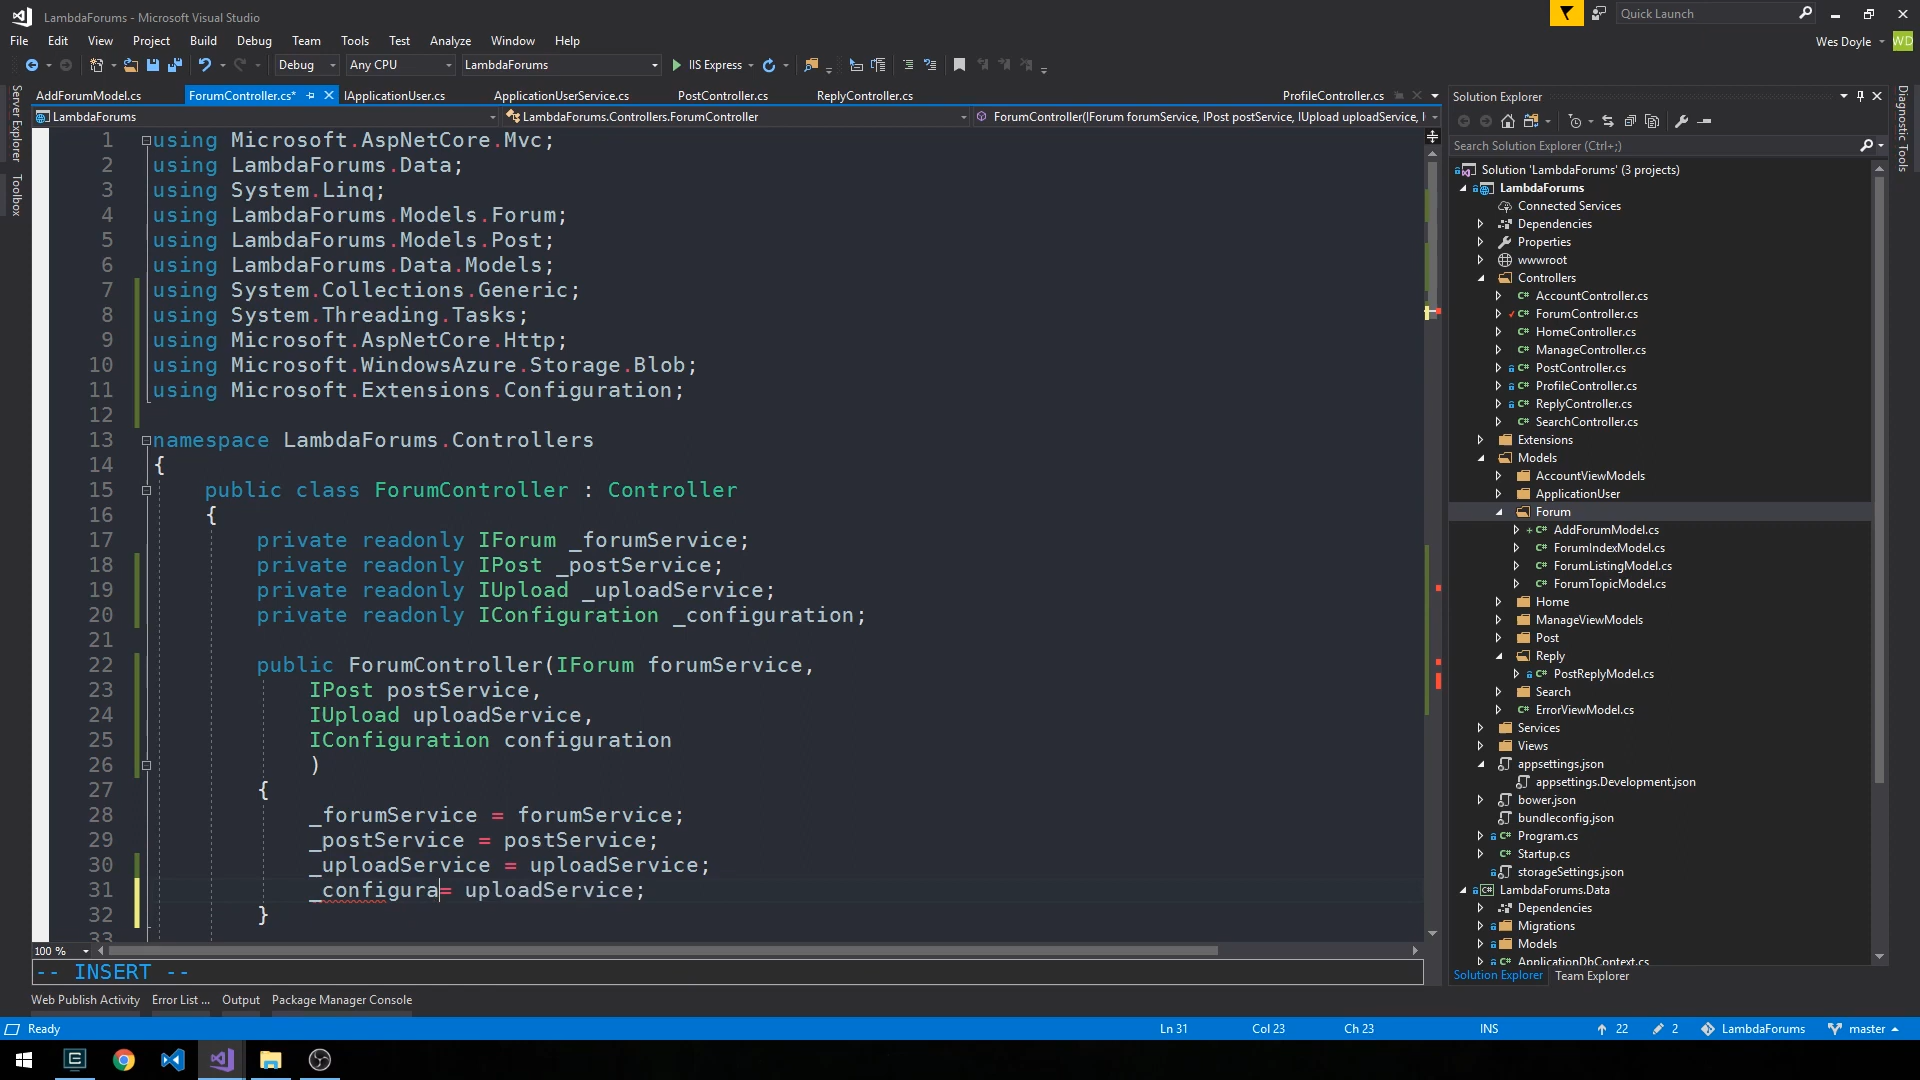 LambdaForums - Microsoft Visual Studio
Quick Launch
File Edit View Project Build Debug Team Tools Test Analyze Window Help
Wes Doyle WD
Debug Any CPU LambdaForums IIS Express
AddForumModel.cs ForumController.cs* IApplicationUser.cs ApplicationUserService.cs PostController.cs ReplyController.cs ProfileController.cs
LambdaForums LambdaForums.Controllers.ForumController ForumController(IForum forumService, IPost postService, IUpload uploadService, I
Server Explorer
Toolbox
1 using Microsoft.AspNetCore.Mvc;
2 using LambdaForums.Data;
3 using System.Linq;
4 using LambdaForums.Models.Forum;
5 using LambdaForums.Models.Post;
6 using LambdaForums.Data.Models;
7 using System.Collections.Generic;
8 using System.Threading.Tasks;
9 using Microsoft.AspNetCore.Http;
10 using Microsoft.WindowsAzure.Storage.Blob;
11 using Microsoft.Extensions.Configuration;
12
13 namespace LambdaForums.Controllers
14 {
15 public class ForumController : Controller
16 {
17 private readonly IForum _forumService;
18 private readonly IPost _postService;
19 private readonly IUpload _uploadService;
20 private readonly IConfiguration _configuration;
21
22 public ForumController(IForum forumService,
23 IPost postService,
24 IUpload uploadService,
25 IConfiguration configuration
26 )
27 {
28 _forumService = forumService;
29 _postService = postService;
30 _uploadService = uploadService;
31 _configura= uploadService;
32 }
33
100 %
-- INSERT --
Web Publish Activity Error List ... Output Package Manager Console
Solution Explorer
Search Solution Explorer (Ctrl+;)
Solution 'LambdaForums' (3 projects)
LambdaForums
Connected Services
Dependencies
Properties
wwwroot
Controllers
AccountController.cs
ForumController.cs
HomeController.cs
ManageController.cs
PostController.cs
ProfileController.cs
ReplyController.cs
SearchController.cs
Extensions
Models
AccountViewModels
ApplicationUser
Forum
AddForumModel.cs
ForumIndexModel.cs
ForumListingModel.cs
ForumTopicModel.cs
Home
ManageViewModels
Post
Reply
PostReplyModel.cs
Search
ErrorViewModel.cs
Services
Views
appsettings.json
appsettings.Development.json
bower.json
bundleconfig.json
Program.cs
Startup.cs
storageSettings.json
LambdaForums.Data
Dependencies
Migrations
Models
ApplicationDbContext.cs
Solution Explorer Team Explorer
Diagnostic Tools
Ready Ln 31 Col 23 Ch 23 INS 22 2 LambdaForums master